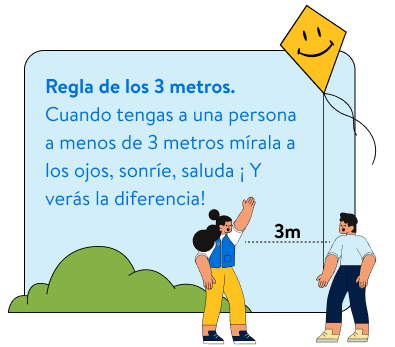 Regla de los 3 metros.
Cuando tengas a una persona
a menos de 3 metros mírala a
los ojos, sonríe, saluda ¡ Y
verás la diferencia!
3m